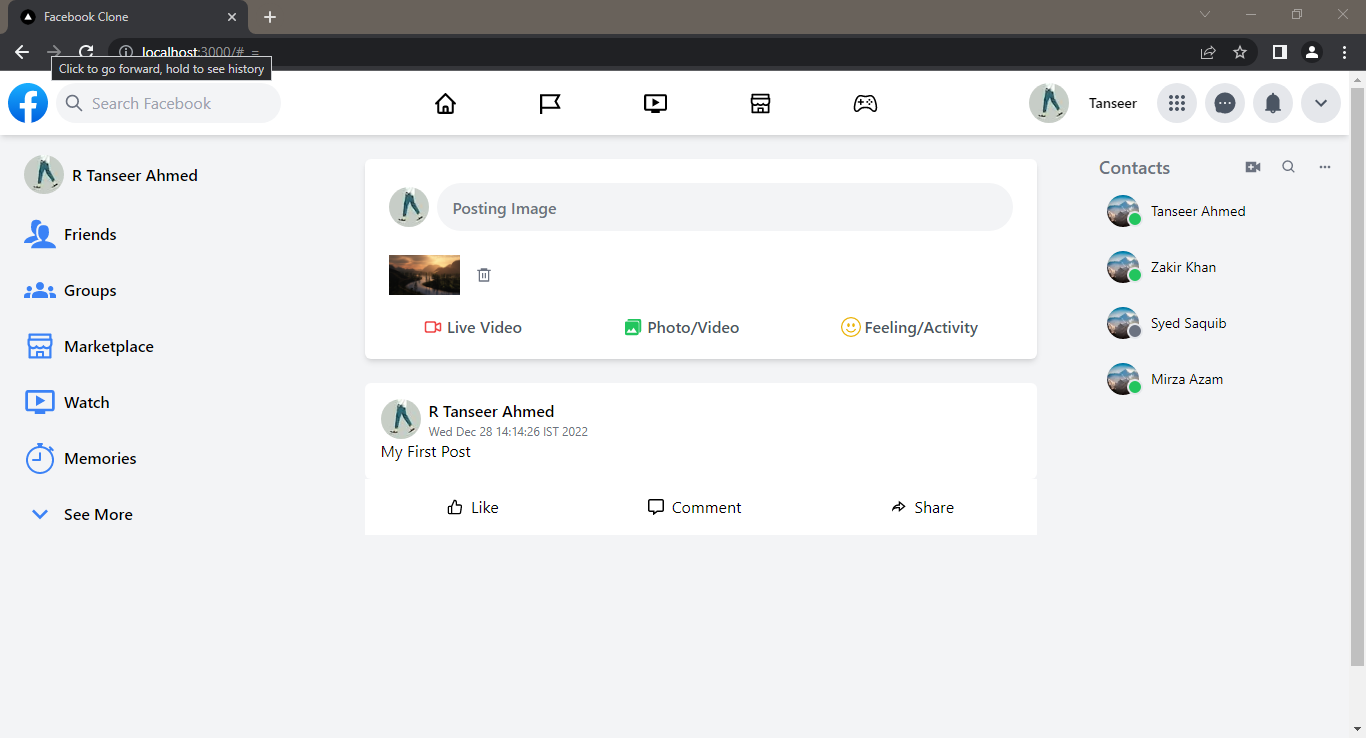 Facebook Clone
localhost:3000/#_=
Click to go forward, hold to see history
Search Facebook
Tanseer
R Tanseer Ahmed
Friends
Groups
Marketplace
Watch
Memories
See More
Posting Image
Live Video
Photo/Video
Feeling/Activity
R Tanseer Ahmed
Wed Dec 28 14:14:26 IST 2022
My First Post
Like
Comment
Share
Contacts
Tanseer Ahmed
Zakir Khan
Syed Saquib
Mirza Azam